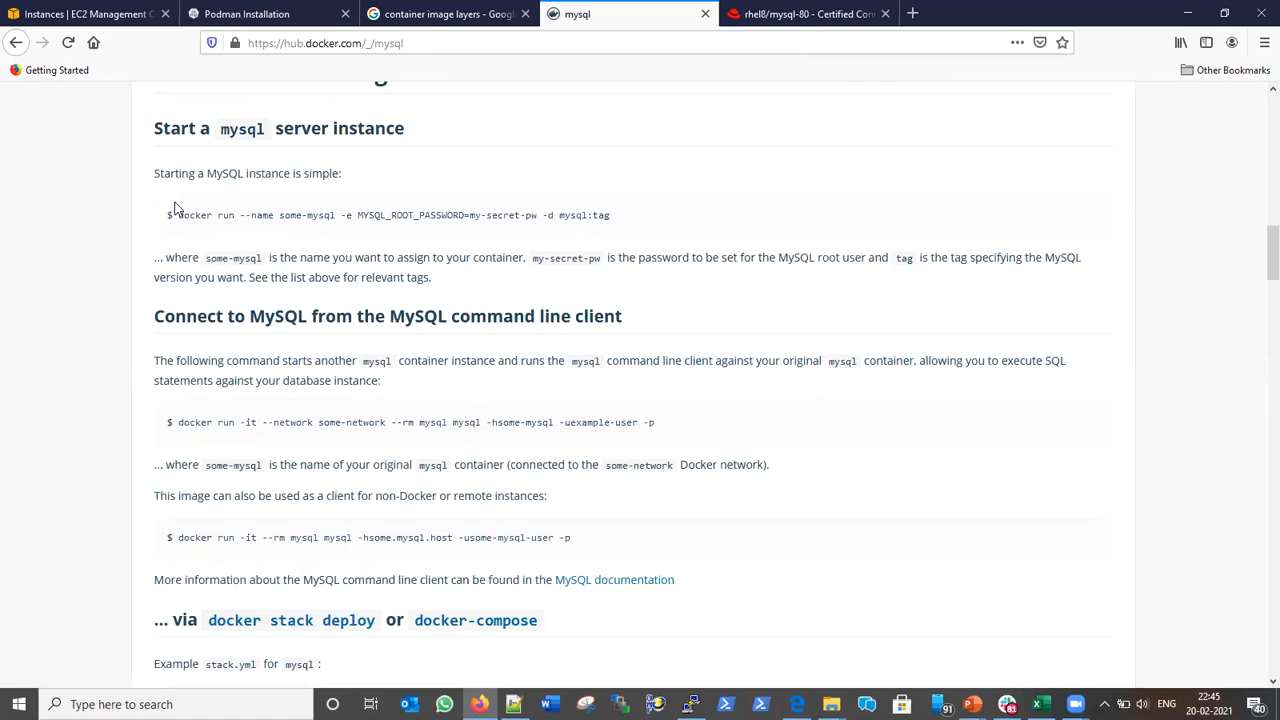 Instances | EC2 Management C
Podman Installation
container image layers - Googl
mysql
rhel8/mysql-80 - Certified Con
https://hub.docker.com/_/mysql
Getting Started
Other Bookmarks
Start a mysql server instance
Starting a MySQL instance is simple:
$ docker run --name some-mysql -e MYSQL_ROOT_PASSWORD=my-secret-pw -d mysql:tag
... where some-mysql is the name you want to assign to your container, my-secret-pw is the password to be set for the MySQL root user and tag is the tag specifying the MySQL
version you want. See the list above for relevant tags.
Connect to MySQL from the MySQL command line client
The following command starts another mysql container instance and runs the mysql command line client against your original mysql container, allowing you to execute SQL
statements against your database instance:
$ docker run -it --network some-network --rm mysql mysql -hsome-mysql -uexample-user -p
... where some-mysql is the name of your original mysql container (connected to the some-network Docker network).
This image can also be used as a client for non-Docker or remote instances:
$ docker run -it --rm mysql mysql -hsome.mysql.host -usome-mysql-user -p
More information about the MySQL command line client can be found in the MySQL documentation
... via docker stack deploy or docker-compose
Example stack.yml for mysql :
Type here to search
91
22:45
20-02-2021
40